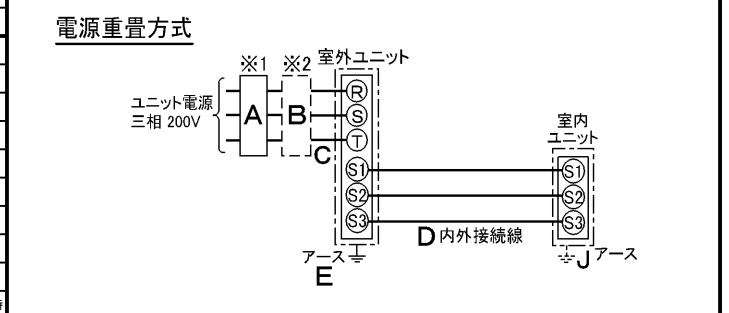 電源重畳方式
※1 ※2 室外ユニット
ユニット電源
三相 200V
A
B
C
R
S
T
S1
S2
S3
D 内外接続線
アース
E
室内
ユニット
S1
S2
S3
J アース